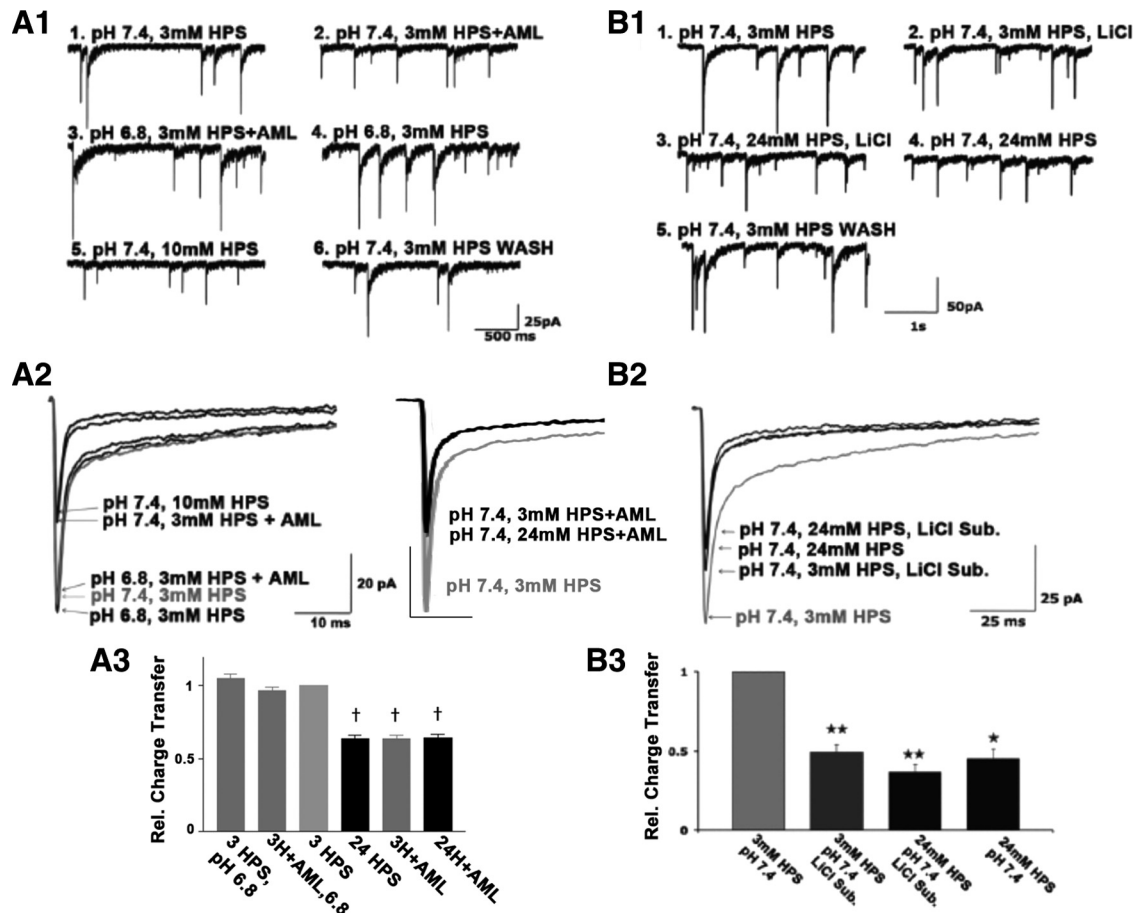 A1
1. pH 7.4, 3mM HPS
2. pH 7.4, 3mM HPS+AML
3. pH 6.8, 3mM HPS+AML
4. pH 6.8, 3mM HPS
5. pH 7.4, 10mM HPS
6. pH 7.4, 3mM HPS WASH
25pA
500 ms
B1
1. pH 7.4, 3mM HPS
2. pH 7.4, 3mM HPS, LiCl
3. pH 7.4, 24mM HPS, LiCl
4. pH 7.4, 24mM HPS
5. pH 7.4, 3mM HPS WASH
50pA
1s
A2
pH 7.4, 10mM HPS
pH 7.4, 3mM HPS + AML
pH 6.8, 3mM HPS + AML
pH 7.4, 3mM HPS
pH 6.8, 3mM HPS
20 pA
10 ms
pH 7.4, 3mM HPS+AML
pH 7.4, 24mM HPS+AML
pH 7.4, 3mM HPS
B2
pH 7.4, 24mM HPS, LiCl Sub.
pH 7.4, 24mM HPS
pH 7.4, 3mM HPS, LiCl Sub.
pH 7.4, 3mM HPS
25 pA
25 ms
A3
Rel. Charge Transfer
1
0.5
0
† † †
3 HPS,
pH 6.8
3H+AML,6.8
3 HPS
24 HPS
3H+AML
24H+AML
B3
Rel. Charge Transfer
1
0.5
0
★★
★★
★
3mM HPS
pH 7.4
3mM HPS
pH 7.4
LiCl Sub.
24mM HPS
pH 7.4
LiCl Sub.
24mM HPS
pH 7.4